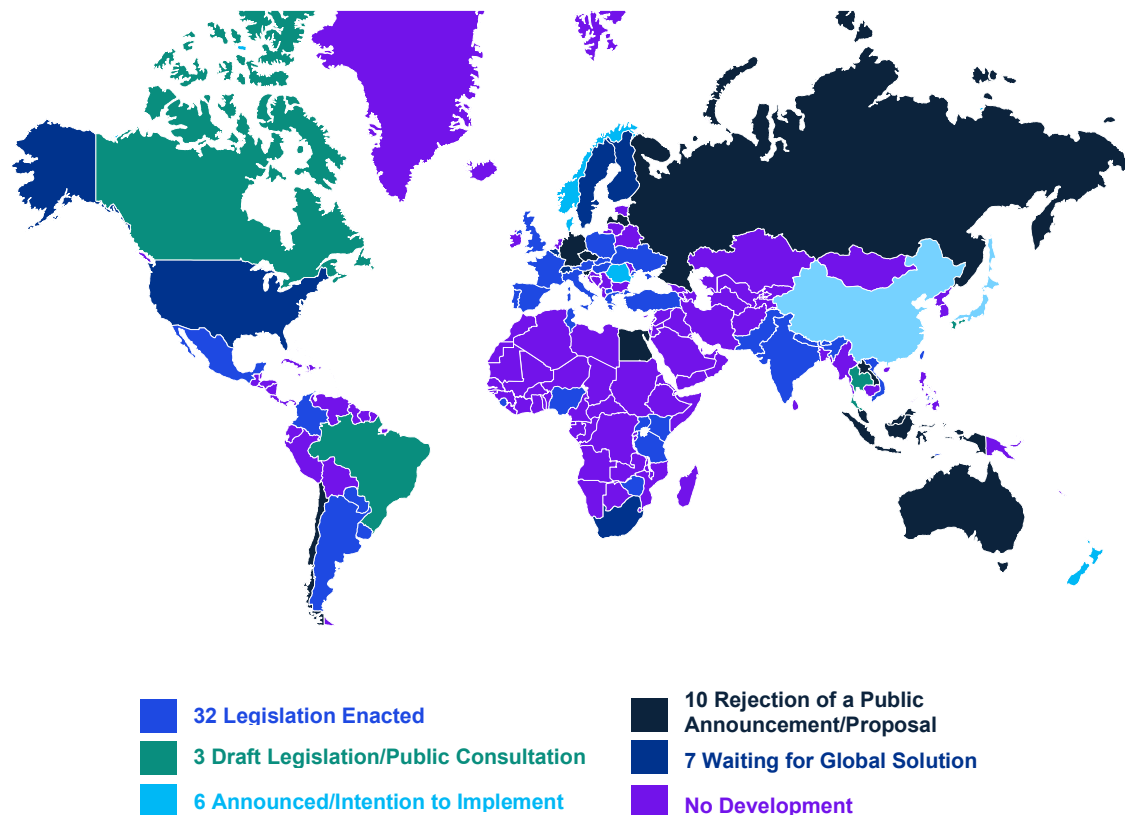 32 Legislation Enacted
3 Draft Legislation/Public Consultation
6 Announced/Intention to Implement
10 Rejection of a Public
Announcement/Proposal
7 Waiting for Global Solution
No Development